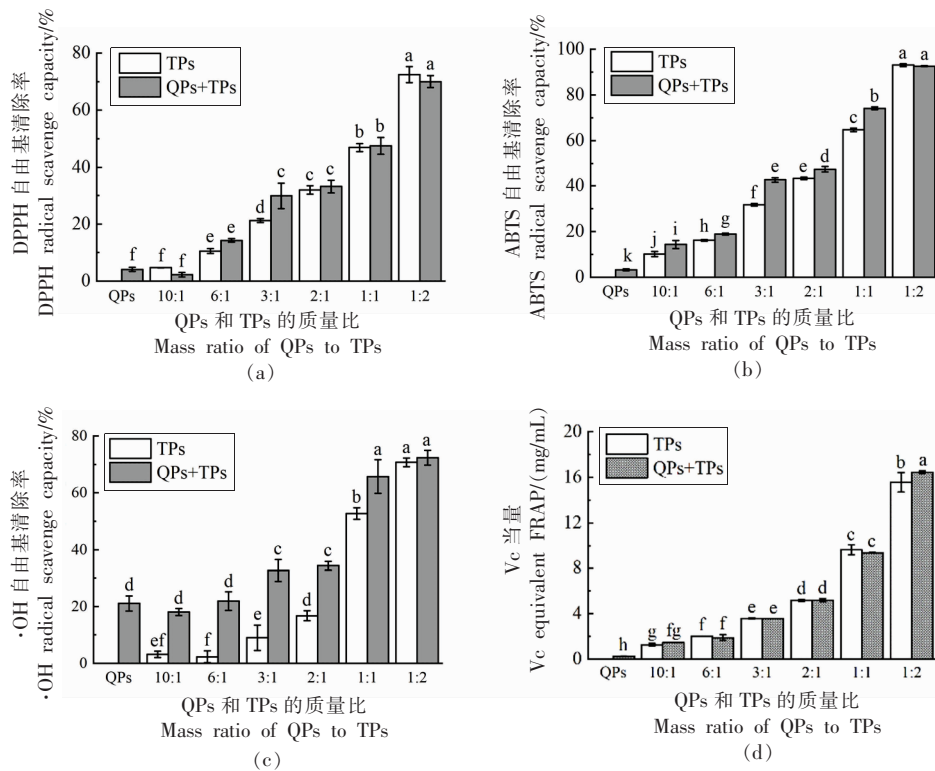 DPPH 自由基清除率
DPPH radical scavenge capacity/%
80
60
40
20
0
TPs
QPs+TPs
f
f
f
e
e
d
c
c
c
b
b
a
a
QPs
10:1
6:1
3:1
2:1
1:1
1:2
QPs 和 TPs 的质量比
Mass ratio of QPs to TPs
(a)
ABTS 自由基清除率
ABTS radical scavenge capacity/%
100
80
60
40
20
0
TPs
QPs+TPs
k
j
i
h
g
f
e
e
d
c
b
a
a
QPs
10:1
6:1
3:1
2:1
1:1
1:2
QPs 和 TPs 的质量比
Mass ratio of QPs to TPs
(b)
·OH 自由基清除率
·OH radical scavenge capacity/%
80
60
40
20
0
TPs
QPs+TPs
d
ef
d
f
d
e
c
d
c
b
a
a
a
QPs
10:1
6:1
3:1
2:1
1:1
1:2
QPs 和 TPs 的质量比
Mass ratio of QPs to TPs
(c)
Vc 当量
Vc equivalent FRAP/(mg/mL)
20
16
12
8
4
0
TPs
QPs+TPs
h
g
fg
f
f
e
e
d
d
c
c
b
a
QPs
10:1
6:1
3:1
2:1
1:1
1:2
QPs 和 TPs 的质量比
Mass ratio of QPs to TPs
(d)